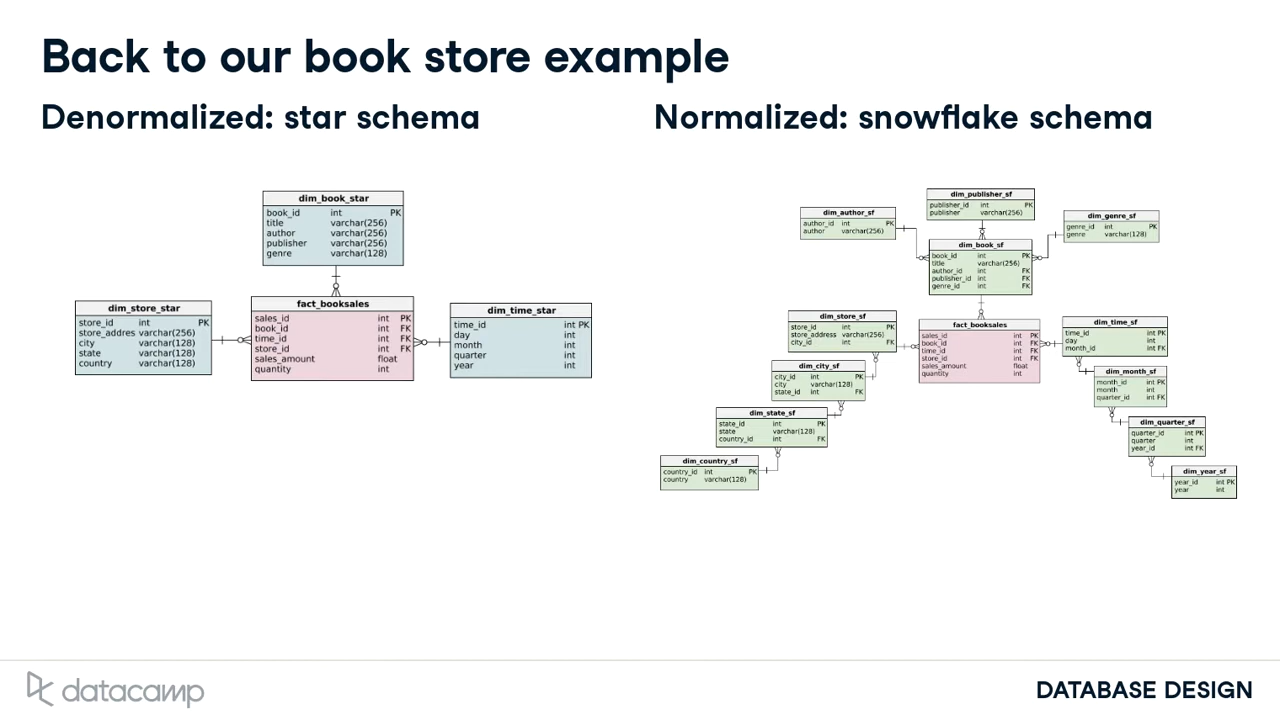 Back to our book store example
Denormalized: star schema
Normalized: snowflake schema
dim_book_star
book_id int PK
title varchar(256)
author varchar(256)
publisher varchar(256)
genre varchar(128)
dim_store_star
store_id int PK
store_addres varchar(256)
city varchar(128)
state varchar(128)
country varchar(128)
fact_booksales
sales_id int PK
book_id int FK
time_id int FK
store_id int FK
sales_amount float
quantity int
dim_time_star
time_id int PK
day int
month int
quarter int
year int
dim_publisher_sf
publisher_id int PK
publisher varchar(256)
dim_author_sf
author_id int PK
author varchar(256)
dim_genre_sf
genre_id int PK
genre varchar(128)
dim_book_sf
book_id int PK
title varchar(256)
author_id int FK
publisher_id int FK
genre_id int FK
dim_store_sf
store_id int PK
store_address varchar(256)
city_id int FK
fact_booksales
sales_id int PK
book_id int FK
time_id int FK
store_id int FK
sales_amount float
quantity int
dim_time_sf
time_id int PK
day int
month_id int FK
dim_city_sf
city_id int PK
city varchar(128)
state_id int FK
dim_month_sf
month_id int PK
month int
quarter_id int FK
dim_state_sf
state_id int PK
state varchar(128)
country_id int FK
dim_quarter_sf
quarter_id int PK
quarter int
year_id int FK
dim_country_sf
country_id int PK
country varchar(128)
dim_year_sf
year_id int PK
year int
datacamp
DATABASE DESIGN